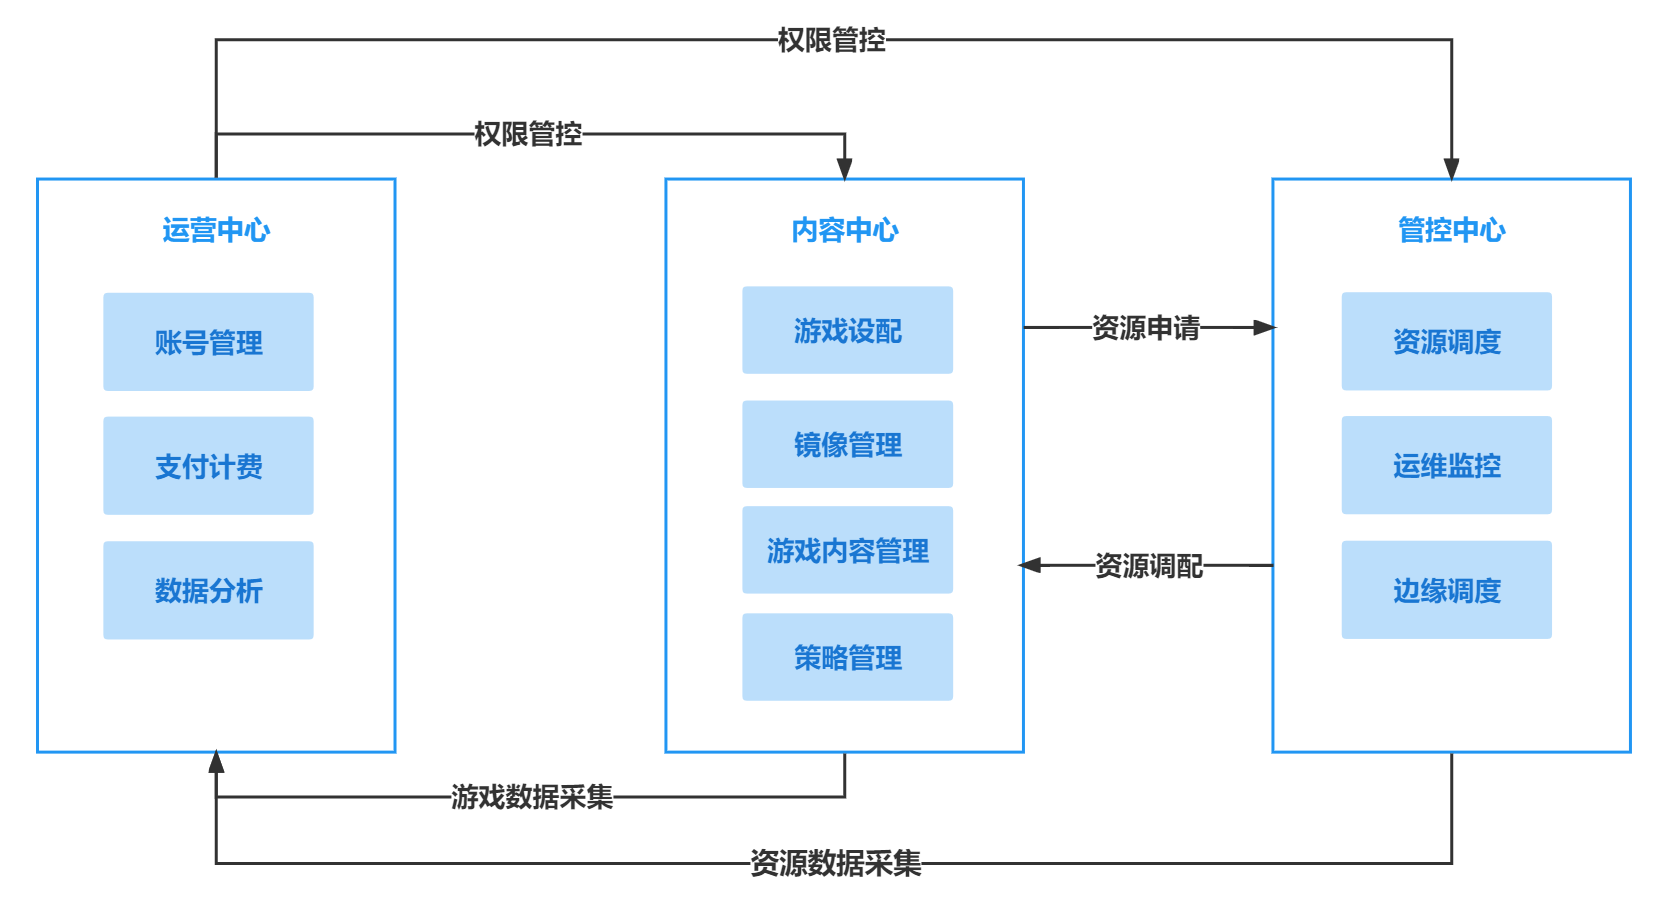 权限管控
权限管控
运营中心
账号管理
支付计费
数据分析
内容中心
游戏设配
镜像管理
游戏内容管理
策略管理
资源申请
资源调配
管控中心
资源调度
运维监控
边缘调度
游戏数据采集
资源数据采集